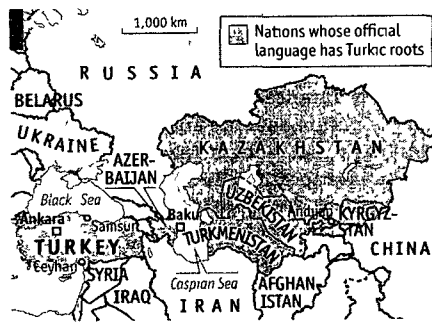 1,000 km
Nations whose official
language has Turkic roots
RUSSIA
BELARUS
UKRAINE
KAZAKHSTAN
AZER-
BAIJAN
Black Sea
UZBEKISTAN
Ankara
Samsun
Baku
Andijan
KYRGYZ-
STAN
TURKEY
TURKMENISTAN
CHINA
Ceyhan
SYRIA
Caspian Sea
AFGHAN-
ISTAN
IRAQ
IRAN